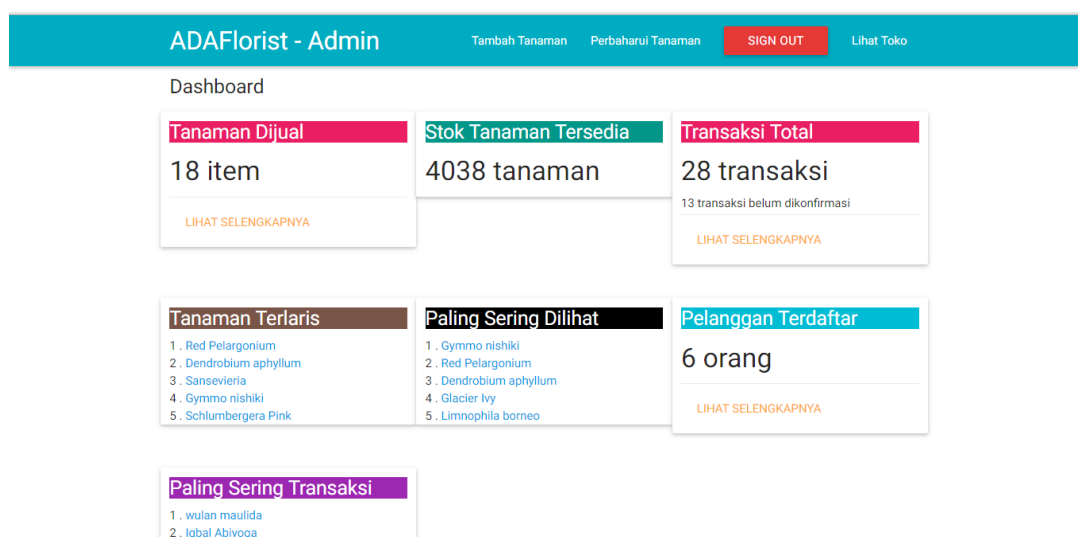 ADAFlorist - Admin
Tambah Tanaman
Perbaharui Tanaman
SIGN OUT
Lihat Toko
Dashboard
Tanaman Dijual
18 item
LIHAT SELENGKAPNYA
Stok Tanaman Tersedia
4038 tanaman
Transaksi Total
28 transaksi
13 transaksi belum dikonfirmasi
LIHAT SELENGKAPNYA
Tanaman Terlaris
1 . Red Pelargonium
2 . Dendrobium aphyllum
3 . Sansevieria
4 . Gymmo nishiki
5 . Schlumbergera Pink
Paling Sering Dilihat
1 . Gymmo nishiki
2 . Red Pelargonium
3 . Dendrobium aphyllum
4 . Glacier Ivy
5 . Limnophila borneo
Pelanggan Terdaftar
6 orang
LIHAT SELENGKAPNYA
Paling Sering Transaksi
1 . wulan maulida
2 . Iqbal Abiyoga